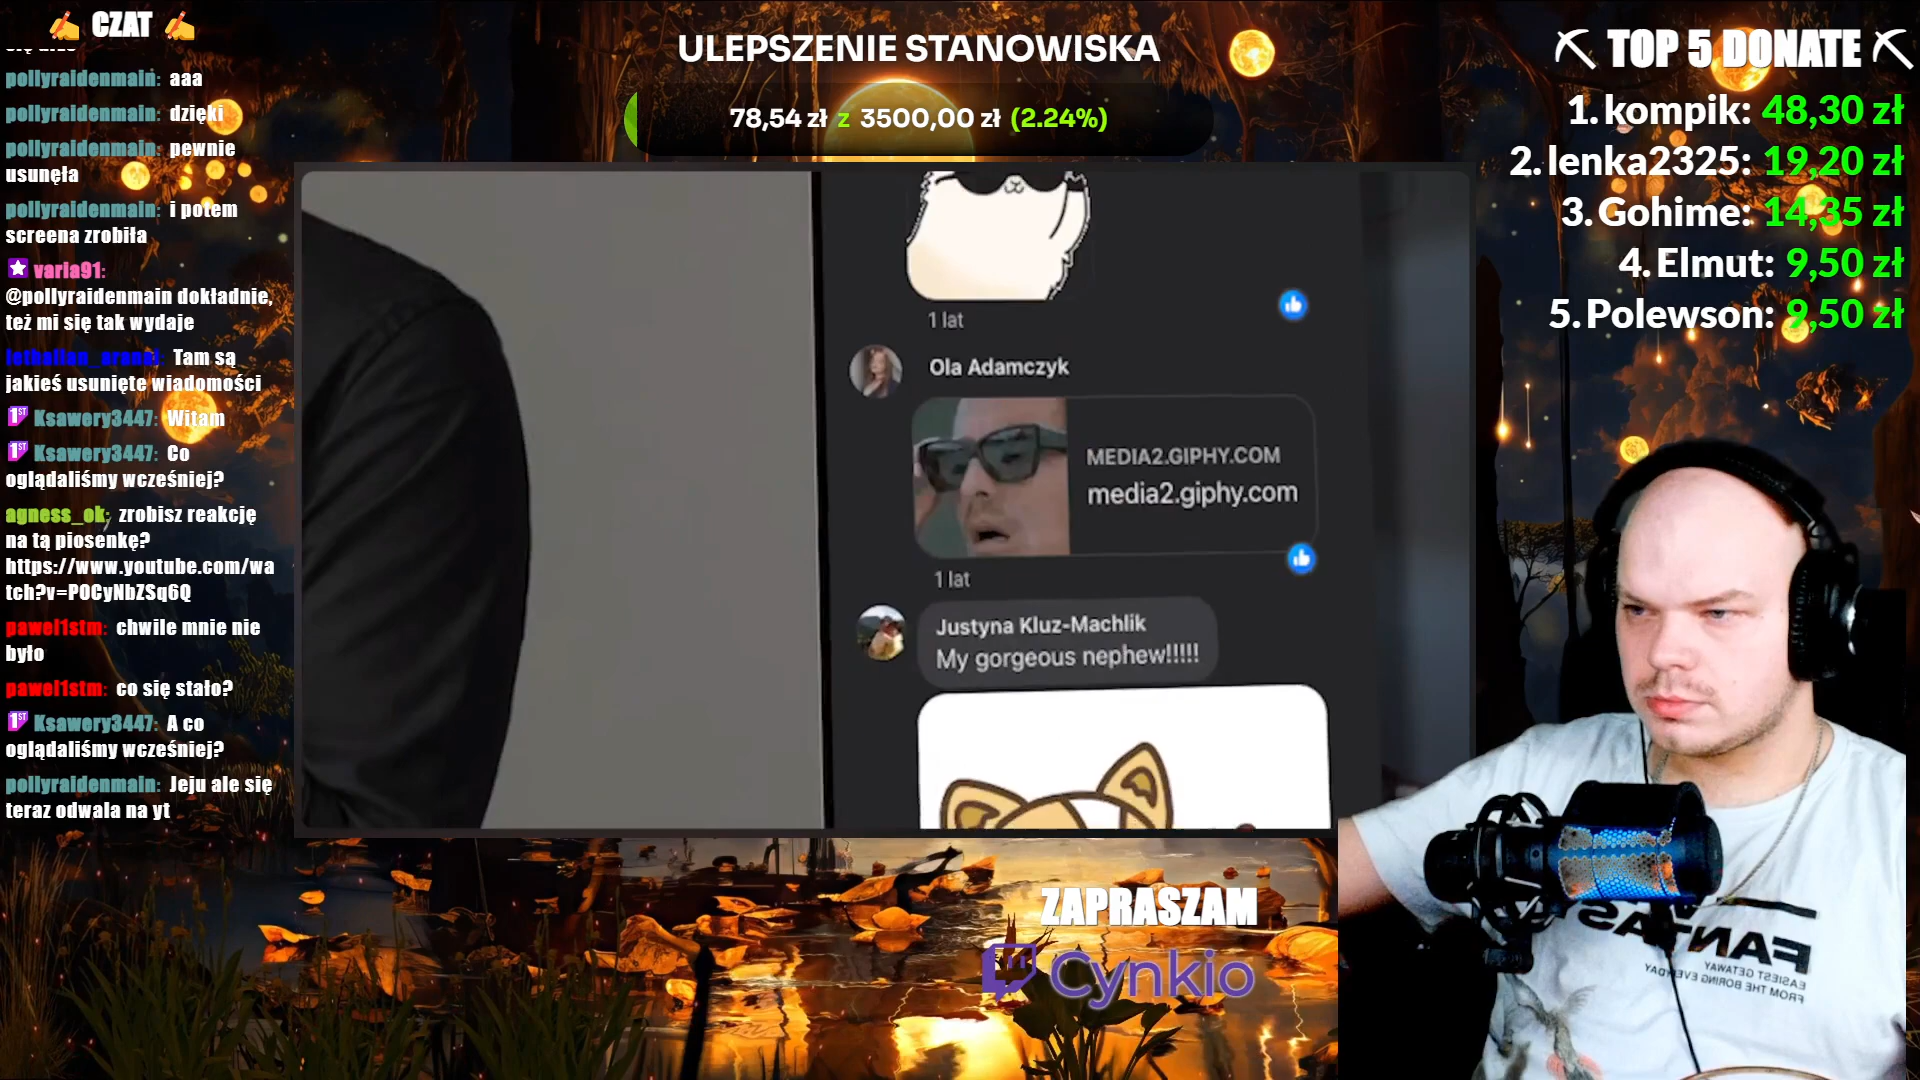 CZAT
pollyraidenmain: aaa
pollyraidenmain: dzięki
pollyraidenmain: pewnie
usunęła
pollyraidenmain: i potem
screena zrobiła
varia91:
@pollyraidenmain dokładnie,
też mi się tak wydaje
Tam są
jakieś usunięte wiadomości
Ksawery3447: Witam
Ksawery3447: Co
oglądaliśmy wcześniej?
agness_ok: zrobisz reakcję
na tą piosenkę?
https://www.youtube.com/wa
tch?v=POCyNbZSq6Q
pawel1stm: chwile mnie nie
było
pawel1stm: co się stało?
Ksawery3447: A co
oglądaliśmy wcześniej?
pollyraidenmain: Jeju ale się
teraz odwala na yt
ULEPSZENIE STANOWISKA
78,54 zł z 3500,00 zł (2.24%)
1 lat
Ola Adamczyk
MEDIA2.GIPHY.COM
media2.giphy.com
1 lat
Justyna Kluz-Machlik
My gorgeous nephew!!!!!
TOP 5 DONATE
1. kompik: 48,30 zł
2. lenka2325: 19,20 zł
3. Gohime: 14,35 zł
4. Elmut: 9,50 zł
5. Polewson: 9,50 zł
ZAPRASZAM
Cynkio
EASIEST GETAWAY
FROM THE BORING EVERYDAY